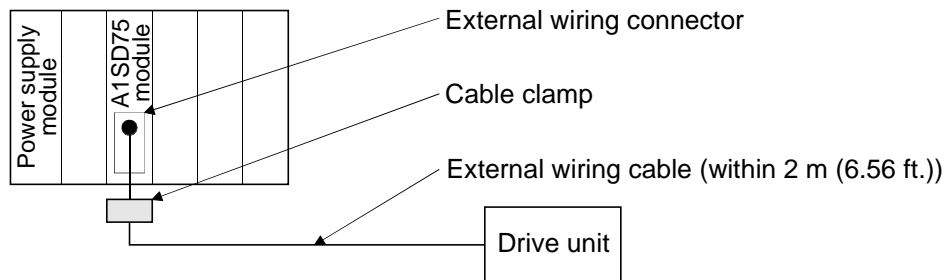 Power supply
module
A1SD75
module
External wiring connector
Cable clamp
External wiring cable (within 2 m (6.56 ft.))
Drive unit